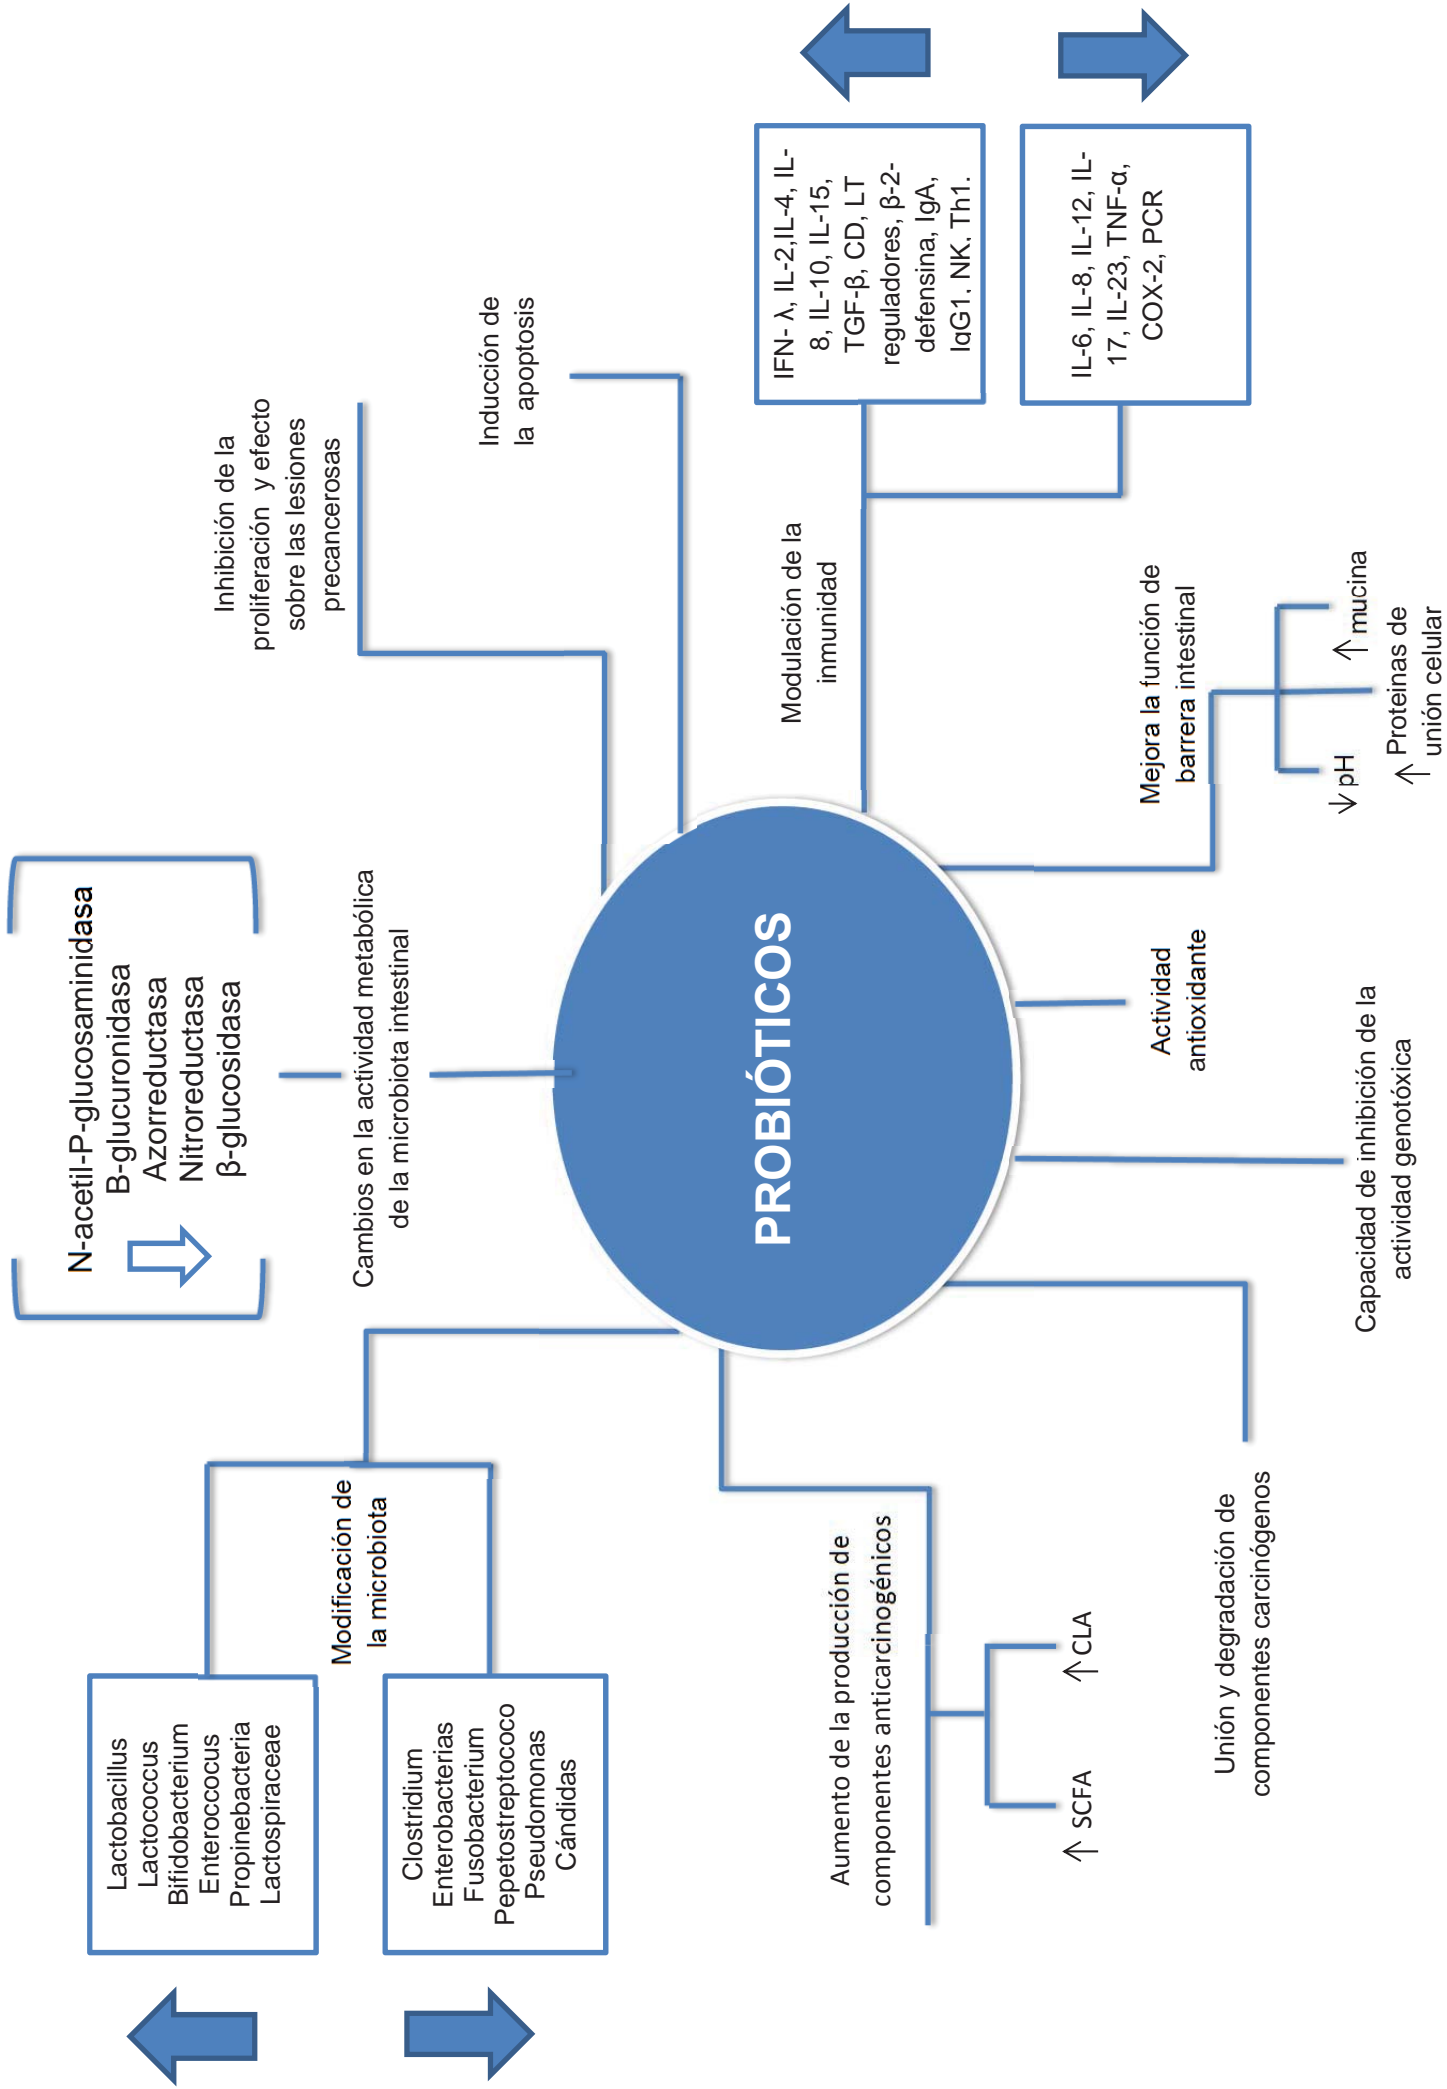 N-acetil-P-glucosaminidasa
B-glucuronidasa
Azorreductasa
Nitroreductasa
β-glucosidasa
Cambios en la actividad metabólica
de la microbiota intestinal
Inhibición de la
proliferación y efecto
sobre las lesiones
precancerosas
Inducción de
la apoptosis
Lactobacillus
Lactococcus
Bifidobacterium
Enteroccocus
Propinebacteria
Lactospiraceae
Modificación de
la microbiota
Clostridium
Enterobacterias
Fusobacterium
Pepetostreptococo
Pseudomonas
Cándidas
PROBIÓTICOS
Modulación de la
inmunidad
IFN- λ, IL-2,IL-4, IL-
8, IL-10, IL-15,
TGF-β, CD, LT
reguladores, β-2-
defensina, IgA,
IgG1, NK, Th1.
IL-6, IL-8, IL-12, IL-
17, IL-23, TNF-α,
COX-2, PCR
Aumento de la producción de
componentes anticarcinogénicos
↑ SCFA
↑ CLA
Unión y degradación de
componentes carcinógenos
Capacidad de inhibición de la
actividad genotóxica
Actividad
antioxidante
Mejora la función de
barrera intestinal
↓ pH
↑ mucina
↑ Proteinas de
unión celular